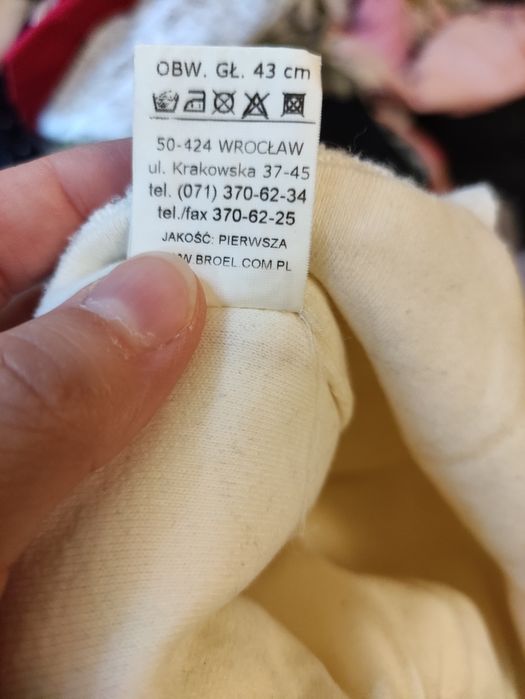 OBW. GŁ. 43 cm
50-424 WROCŁAW
ul. Krakowska 37-45
tel. (071) 370-62-34
tel./fax 370-62-25
JAKOŚĆ: PIERWSZA
.BROEL.COM.PL